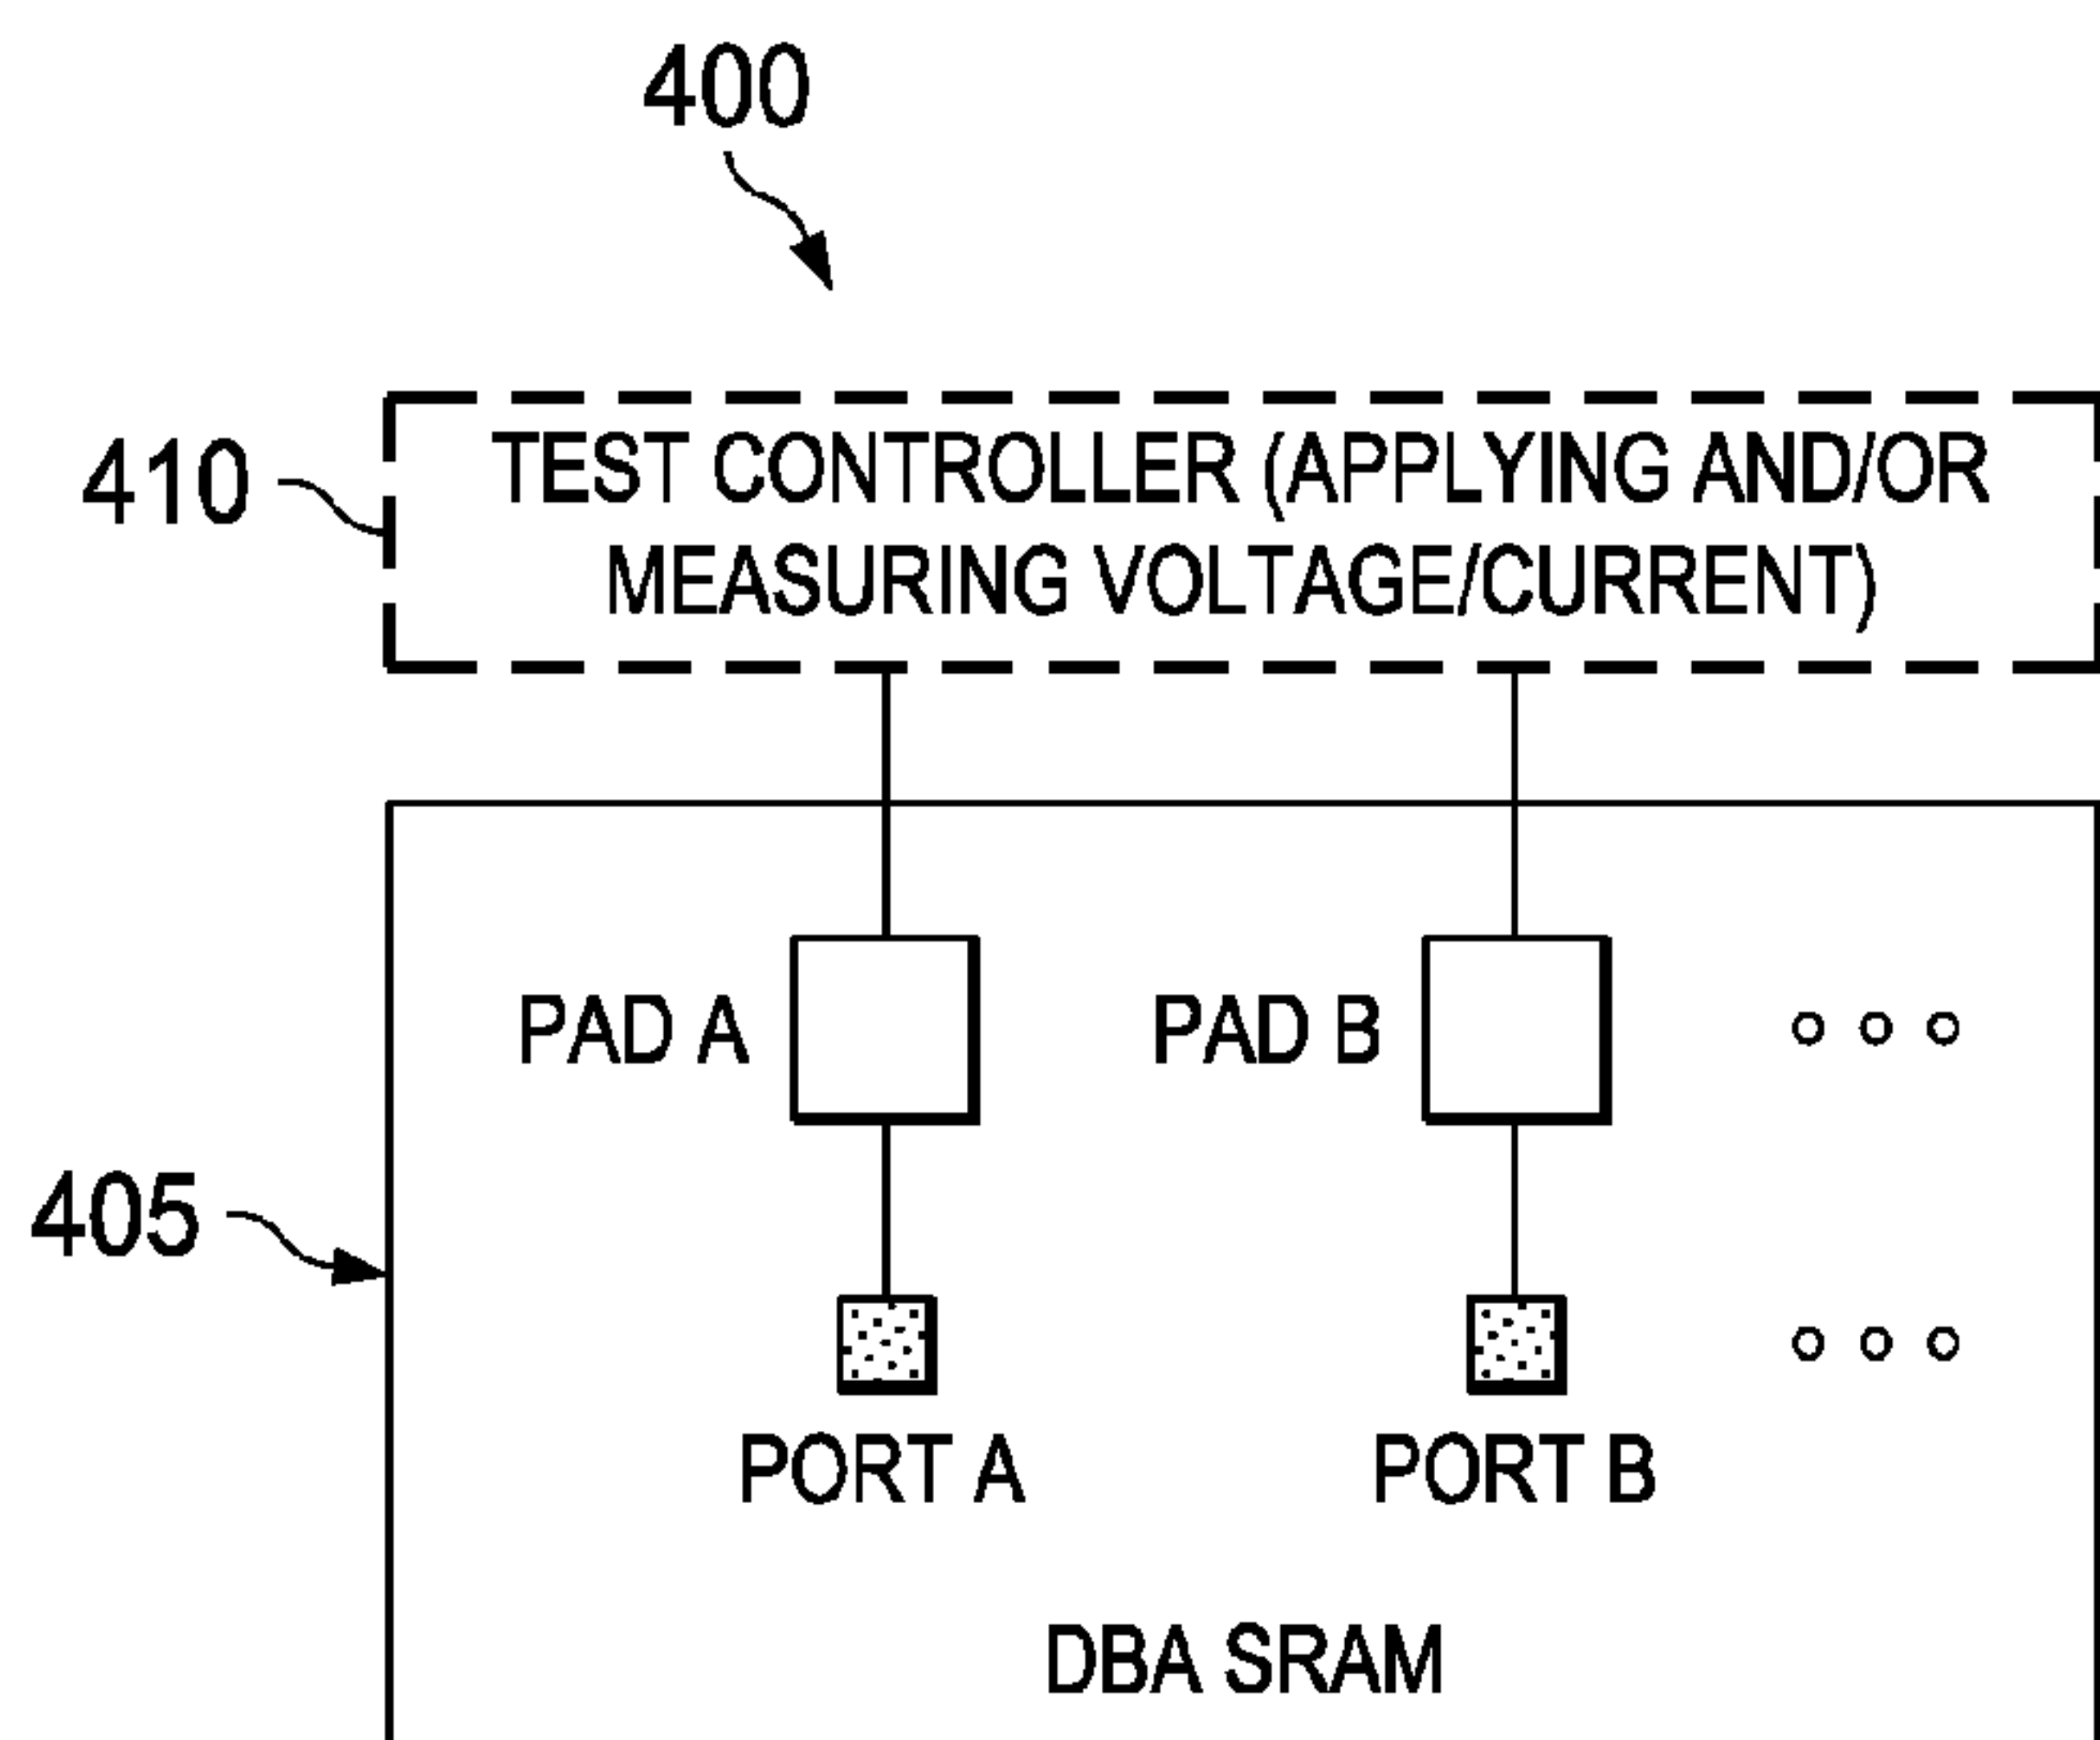 400
410
TEST CONTROLLER (APPLYING AND/OR
MEASURING VOLTAGE/CURRENT)
PAD A
PAD B
405
PORT A
PORT B
DBA SRAM